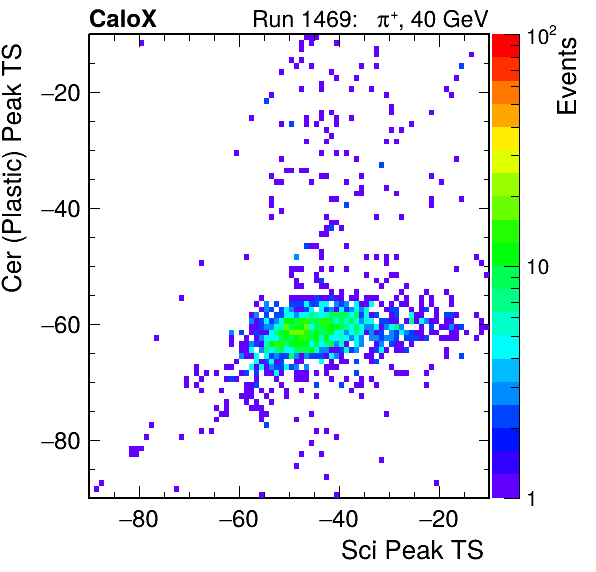 CaloX Run 1469: π⁺, 40 GeV
Cer (Plastic) Peak TS
−20
−40
−60
−80
−80 −60 −40 −20
Sci Peak TS
10²
10
1
Events